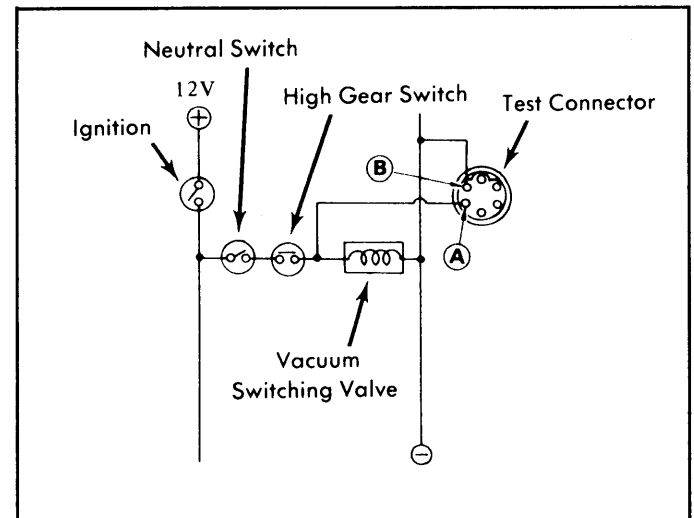 Neutral Switch
12V
High Gear Switch
Test Connector
Ignition
+
B
A
Vacuum
Switching Valve
−